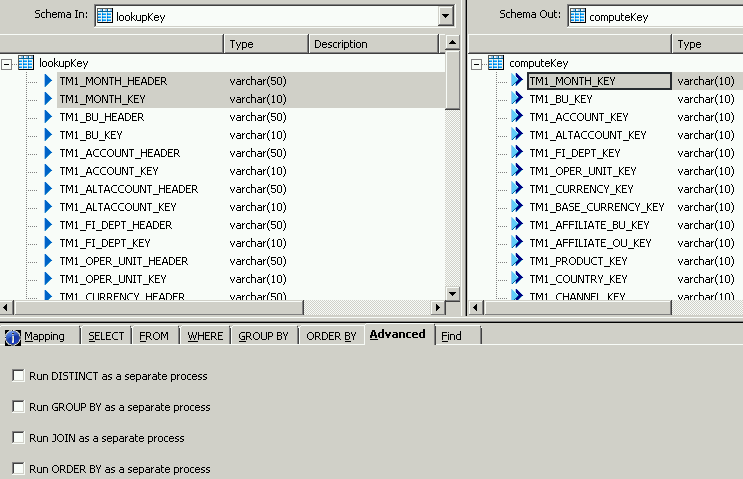 Schema In: lookupKey
Schema Out: computeKey
Type Description
Type
lookupKey
TM1_MONTH_HEADER varchar(50)
TM1_MONTH_KEY varchar(10)
TM1_BU_HEADER varchar(50)
TM1_BU_KEY varchar(10)
TM1_ACCOUNT_HEADER varchar(50)
TM1_ACCOUNT_KEY varchar(10)
TM1_ALTACCOUNT_HEADER varchar(50)
TM1_ALTACCOUNT_KEY varchar(10)
TM1_FI_DEPT_HEADER varchar(50)
TM1_FI_DEPT_KEY varchar(10)
TM1_OPER_UNIT_HEADER varchar(50)
TM1_OPER_UNIT_KEY varchar(10)
TM1_CURRENCY_HEADER varchar(50)
computeKey
TM1_MONTH_KEY varchar(10)
TM1_BU_KEY varchar(10)
TM1_ACCOUNT_KEY varchar(10)
TM1_ALTACCOUNT_KEY varchar(10)
TM1_FI_DEPT_KEY varchar(10)
TM1_OPER_UNIT_KEY varchar(10)
TM1_CURRENCY_KEY varchar(10)
TM1_BASE_CURRENCY_KEY varchar(10)
TM1_AFFILIATE_BU_KEY varchar(10)
TM1_AFFILIATE_OU_KEY varchar(10)
TM1_PRODUCT_KEY varchar(10)
TM1_COUNTRY_KEY varchar(10)
TM1_CHANNEL_KEY varchar(10)
Mapping SELECT FROM WHERE GROUP BY ORDER BY Advanced Find
Run DISTINCT as a separate process
Run GROUP BY as a separate process
Run JOIN as a separate process
Run ORDER BY as a separate process